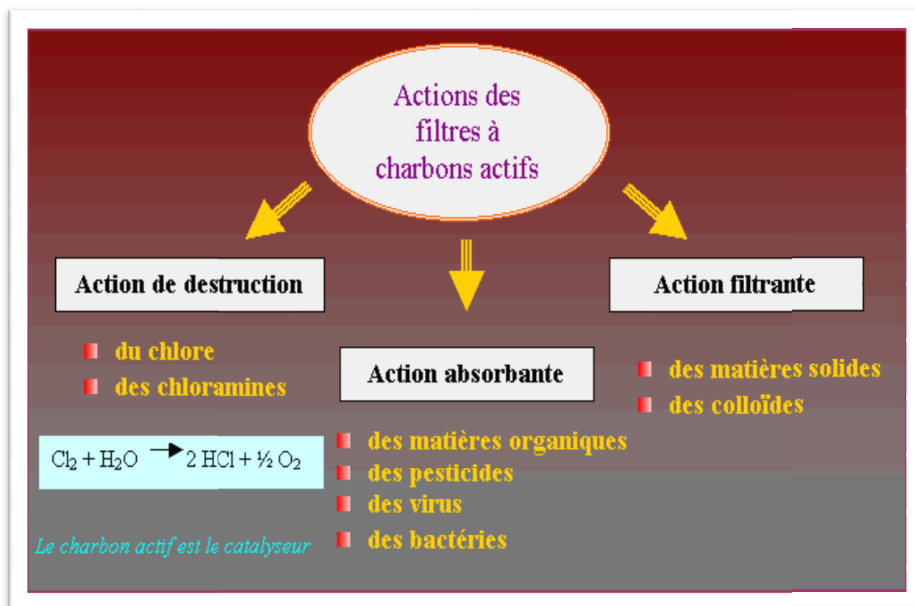 Actions des
filtres à
charbons actifs
Action de destruction
du chlore
des chloramines
Cl₂ + H₂O → 2 HCl + ½ O₂
Le charbon actif est le catalyseur
Action absorbante
des matières organiques
des pesticides
des virus
des bactéries
Action filtrante
des matières solides
des colloïdes